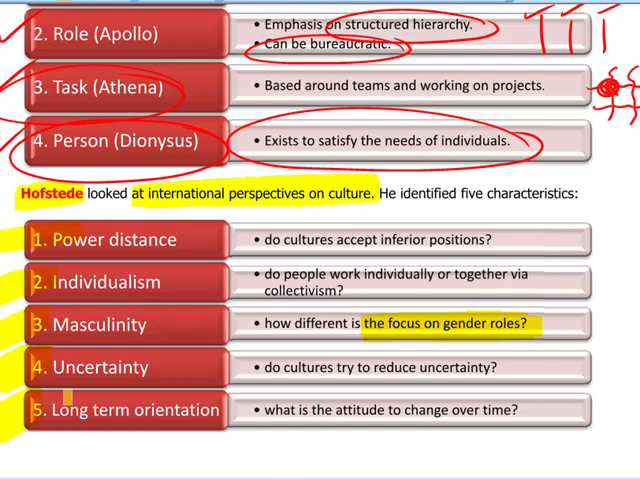 2. Role (Apollo)
• Emphasis on structured hierarchy.
• Can be bureaucratic.
3. Task (Athena)
• Based around teams and working on projects.
4. Person (Dionysus)
• Exists to satisfy the needs of individuals.
Hofstede looked at international perspectives on culture. He identified five characteristics:
1. Power distance
• do cultures accept inferior positions?
2. Individualism
• do people work individually or together via
collectivism?
3. Masculinity
• how different is the focus on gender roles?
4. Uncertainty
• do cultures try to reduce uncertainty?
5. Long term orientation
• what is the attitude to change over time?